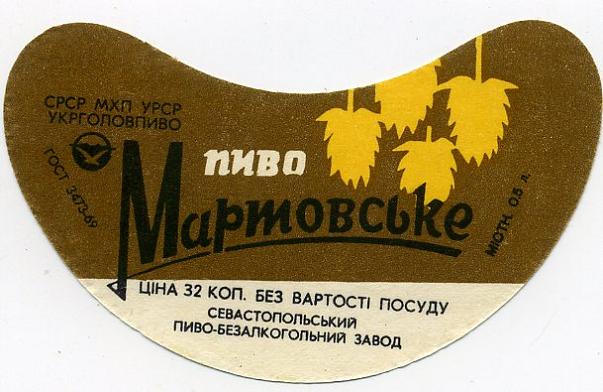 СРСР МХП УРСР
УКРГОЛОВПИВО
ГОСТ 3473-69
пиво
Мартовське
МІСТН. 0.5 л.
ЦІНА 32 КОП. БЕЗ ВАРТОСТІ ПОСУДУ
СЕВАСТОПОЛЬСЬКИЙ
ПИВО-БЕЗАЛКОГОЛЬНИЙ ЗАВОД